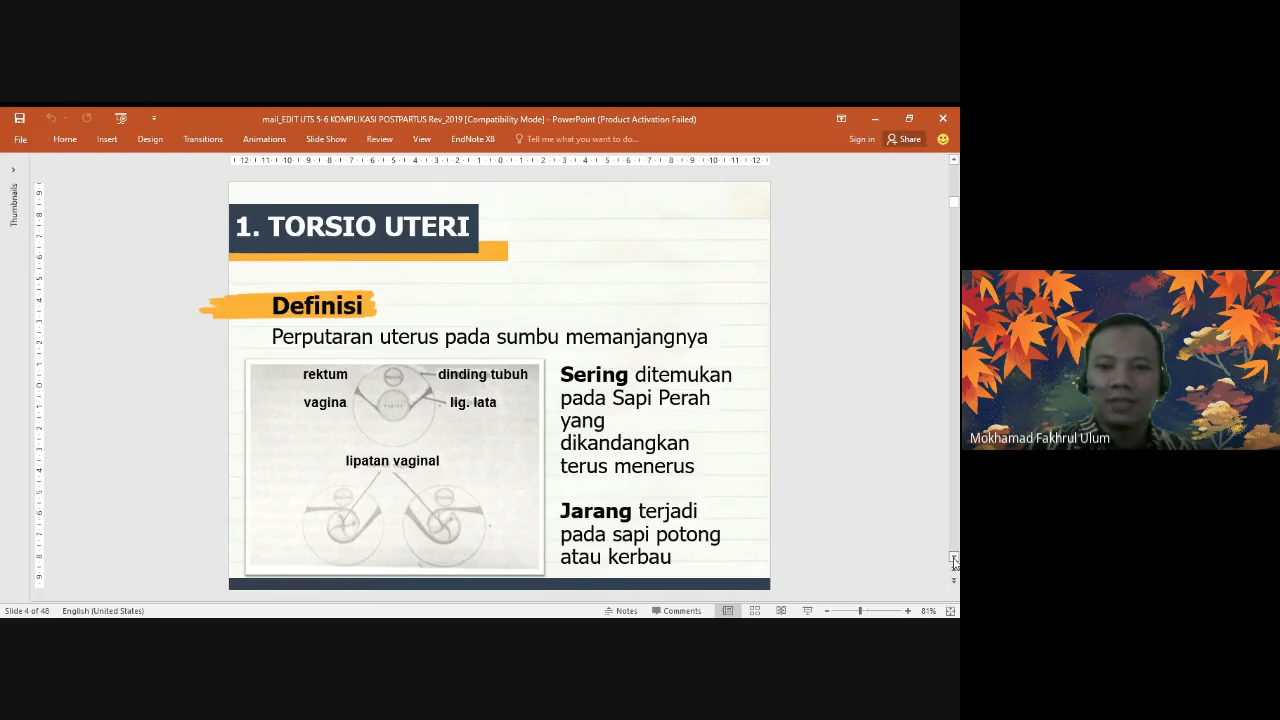 mail_EDIT UTS 5-6 KOMPLIKASI POSTPARTUS Rev_2019 [Compatibility Mode] - PowerPoint (Product Activation Failed)
File Home Insert Design Transitions Animations Slide Show Review View EndNote X8 Tell me what you want to do... Sign in Share
Thumbnails
1. TORSIO UTERI
Definisi
Perputaran uterus pada sumbu memanjangnya
rektum
dinding tubuh
vagina
lig. lata
lipatan vaginal
Sering ditemukan
pada Sapi Perah
yang
dikandangkan
terus menerus
Jarang terjadi
pada sapi potong
atau kerbau
Mokhamad Fakhrul Ulum
Slide 4 of 48 English (United States) Notes Comments 81%